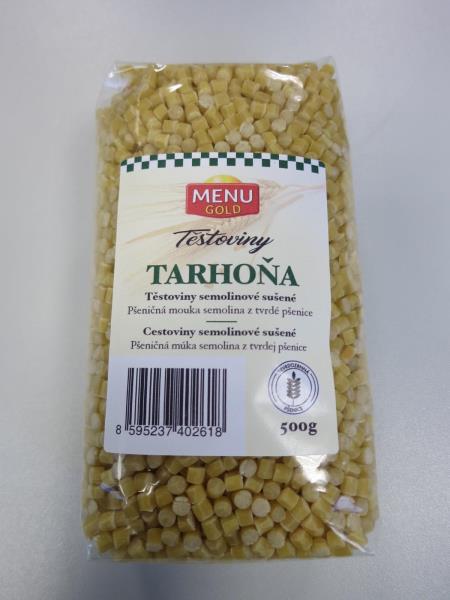 MENU
GOLD
Těstoviny
TARHOŇA
Těstoviny semolinové sušené
Pšeničná mouka semolina z tvrdé pšenice
Cestoviny semolinové sušené
Pšeničná múka semolina z tvrdej pšenice
8 595237 402618
500g